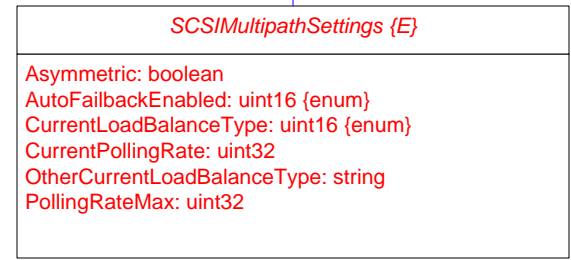 SCSIMultipathSettings {E}
Asymmetric: boolean
AutoFailbackEnabled: uint16 {enum}
CurrentLoadBalanceType: uint16 {enum}
CurrentPollingRate: uint32
OtherCurrentLoadBalanceType: string
PollingRateMax: uint32